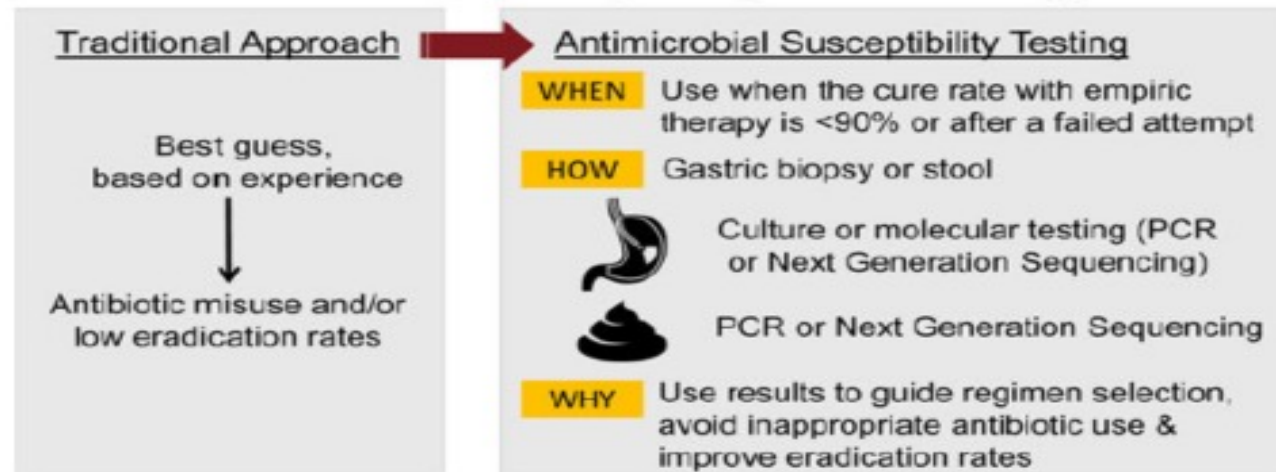 Traditional Approach
Best guess,
based on experience
Antibiotic misuse and/or
low eradication rates
Antimicrobial Susceptibility Testing
WHEN Use when the cure rate with empiric
therapy is <90% or after a failed attempt
HOW Gastric biopsy or stool
Culture or molecular testing (PCR
or Next Generation Sequencing)
PCR or Next Generation Sequencing
WHY Use results to guide regimen selection,
avoid inappropriate antibiotic use &
improve eradication rates